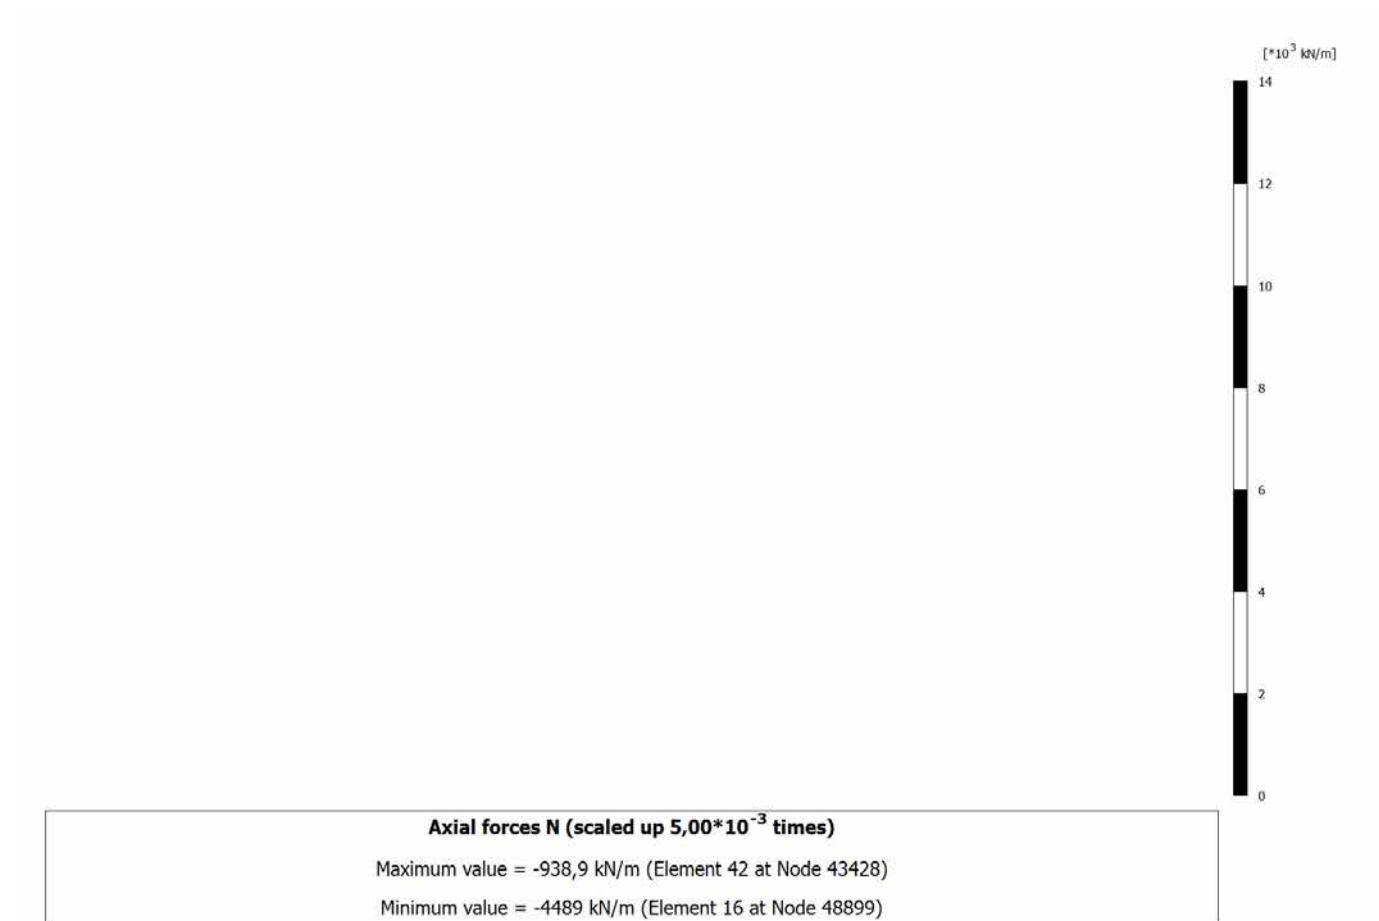 [*10³ kN/m]
14
12
10
8
6
4
2
0
Axial forces N (scaled up 5,00*10⁻³ times)
Maximum value = -938,9 kN/m (Element 42 at Node 43428)
Minimum value = -4489 kN/m (Element 16 at Node 48899)